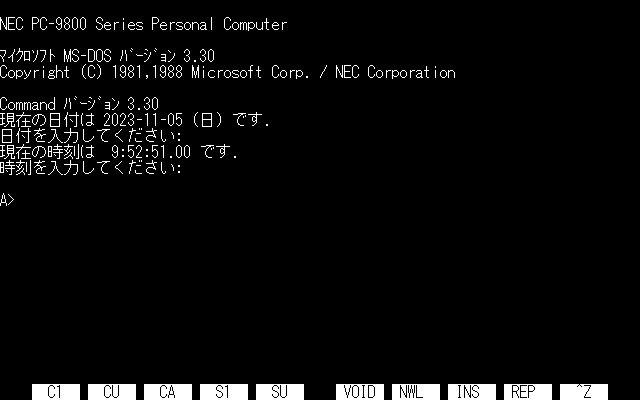 NEC PC-9800 Series Personal Computer
ﾏｲｸﾛｿﾌﾄ MS-DOS ﾊﾞｰｼﾞｮﾝ 3.30
Copyright (C) 1981,1988 Microsoft Corp. / NEC Corporation
Command ﾊﾞｰｼﾞｮﾝ 3.30
現在の日付は 2023-11-05 (日) です.
日付を入力してください:
現在の時刻は  9:52:51.00 です.
時刻を入力してください:
A>
C1 CU CA S1 SU VOID NWL INS REP ^Z